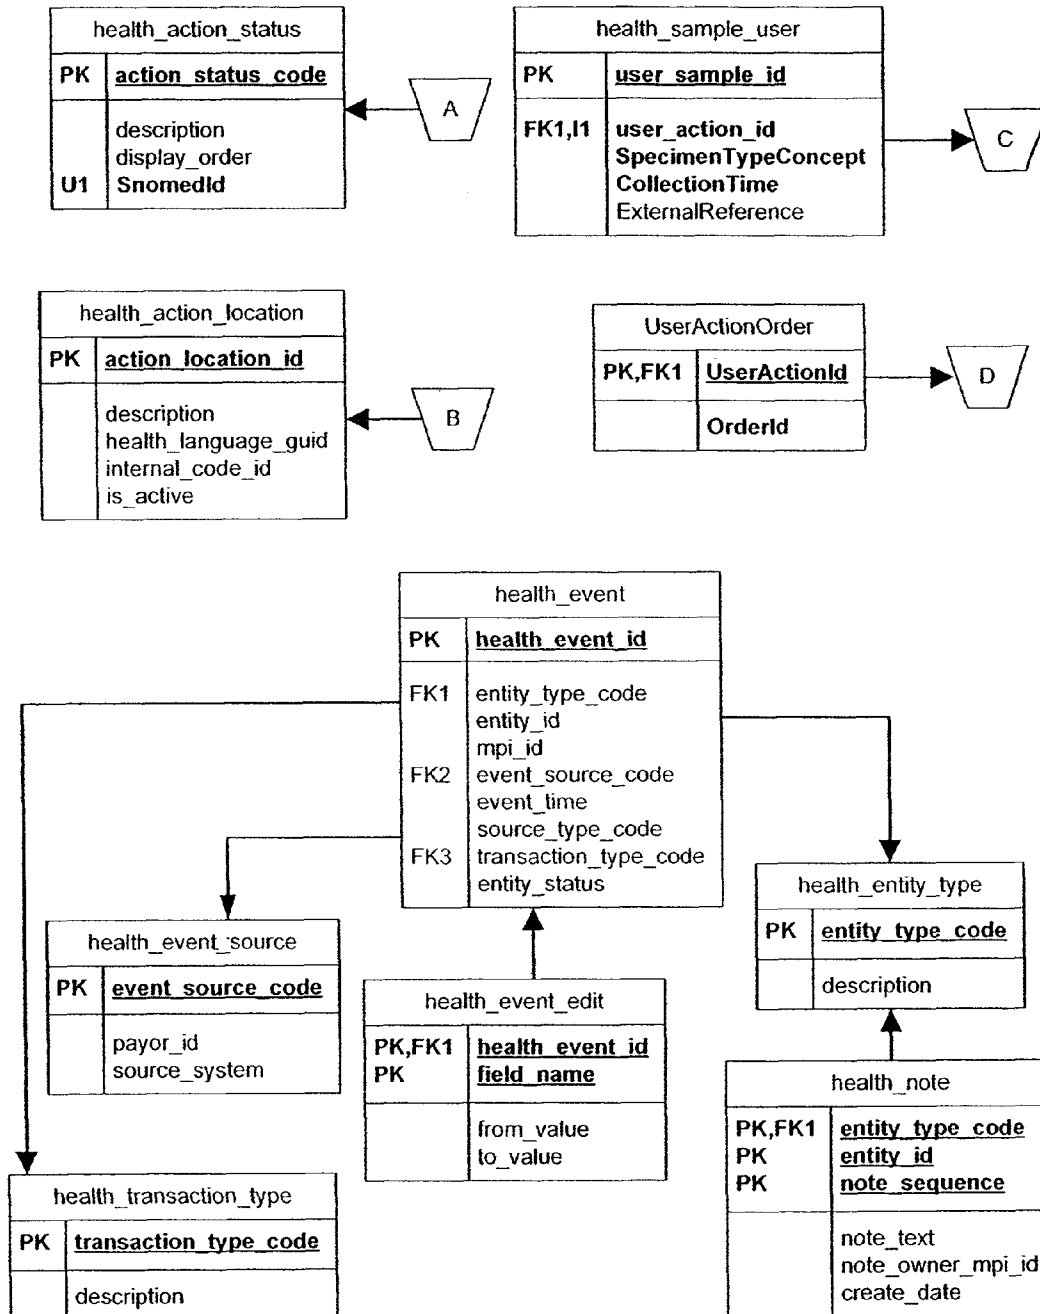 health_action_status
PK action_status_code
description
display_order
U1 SnomedId
A
health_sample_user
PK user_sample_id
FK1,I1 user_action_id
SpecimenTypeConcept
CollectionTime
ExternalReference
C
health_action_location
PK action_location_id
description
health_language_guid
internal_code_id
is_active
B
UserActionOrder
PK,FK1 UserActionId
OrderId
D
health_event
PK health_event_id
FK1 entity_type_code
entity_id
mpi_id
FK2 event_source_code
event_time
source_type_code
FK3 transaction_type_code
entity_status
health_event_source
PK event_source_code
payor_id
source_system
health_event_edit
PK,FK1 health_event_id
PK field_name
from_value
to_value
health_entity_type
PK entity_type_code
description
health_note
PK,FK1 entity_type_code
PK entity_id
PK note_sequence
note_text
note_owner_mpi_id
create_date
health_transaction_type
PK transaction_type_code
description